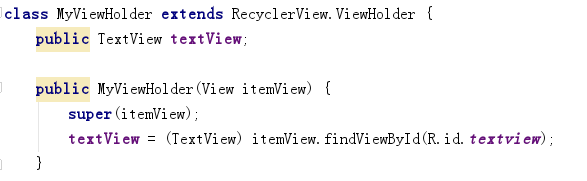 class MyViewHolder extends RecyclerView.ViewHolder {
public TextView textView;
public MyViewHolder(View itemView) {
super(itemView);
textView = (TextView) itemView.findViewById(R.id.textview);
}